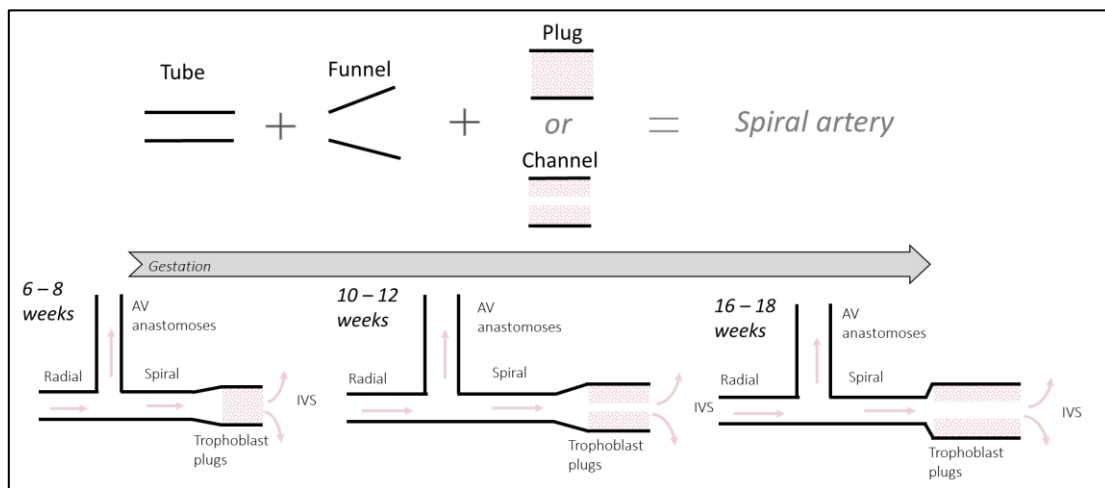 Plug
Tube
Funnel
+
+
or
=
Spiral artery
Channel
Gestation
6 – 8
weeks
AV
anastomoses
Radial
Spiral
IVS
Trophoblast
plugs
10 – 12
weeks
AV
anastomoses
Radial
Spiral
IVS
Trophoblast
plugs
16 – 18
weeks
AV
anastomoses
Radial
Spiral
IVS
Trophoblast
plugs